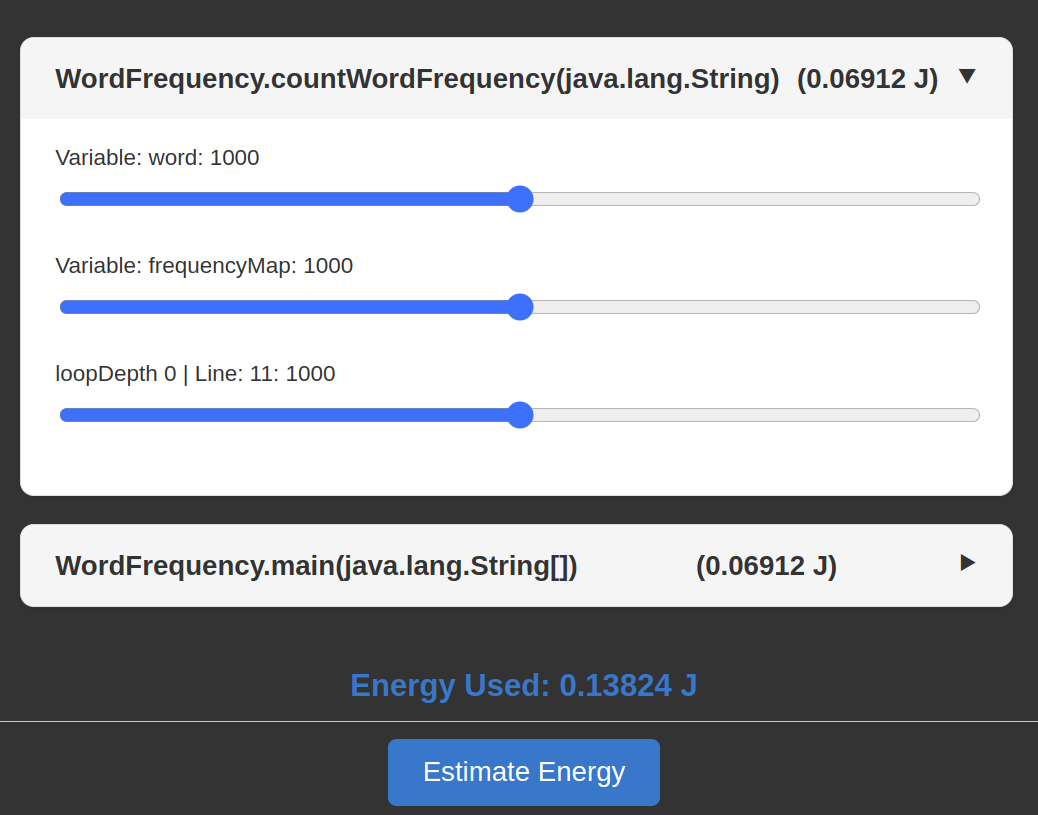 WordFrequency.countWordFrequency(java.lang.String) (0.06912 J) ▼
Variable: word: 1000
Variable: frequencyMap: 1000
loopDepth 0 | Line: 11: 1000
WordFrequency.main(java.lang.String[]) (0.06912 J) ▶
Energy Used: 0.13824 J
Estimate Energy